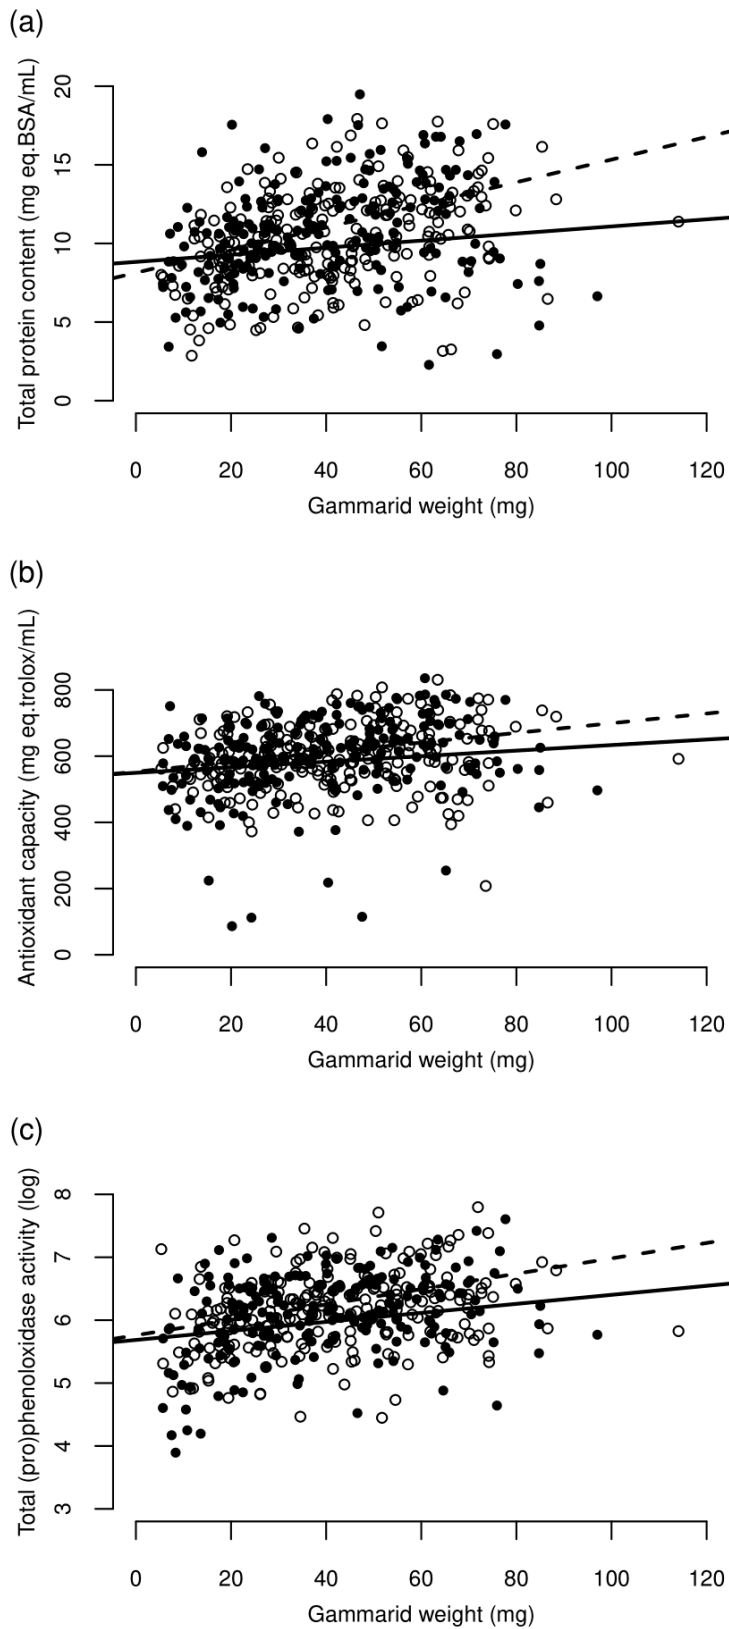 (a)
Total protein content (mg eq.BSA/mL)
20
15
10
5
0
0 20 40 60 80 100 120
Gammarid weight (mg)
(b)
Antioxidant capacity (mg eq.trolox/mL)
800
600
400
200
0
0 20 40 60 80 100 120
Gammarid weight (mg)
(c)
Total (pro)phenoloxidase activity (log)
8
7
6
5
4
3
0 20 40 60 80 100 120
Gammarid weight (mg)